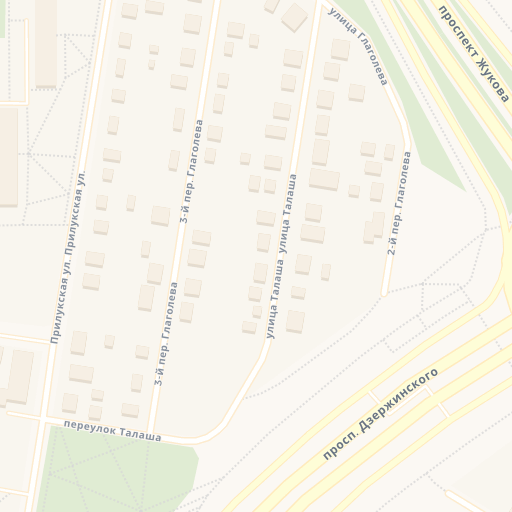 проспект Жукова
улица Глаголева
3-й пер. Глаголева
2-й пер. Глаголева
Прилукская ул. Прилукская ул.
улица Талаша улица Талаша
3-й пер. Глаголева
просп. Дзержинского
переулок Талаша